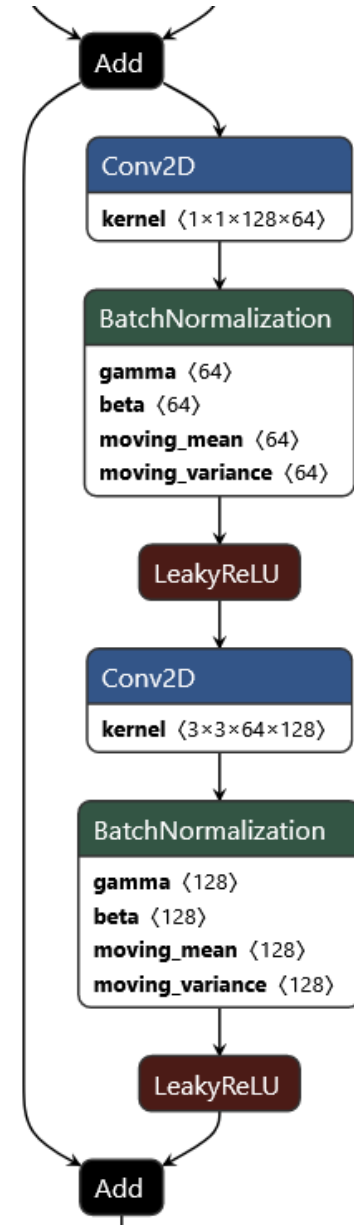 Add
Conv2D
kernel ⟨1×1×128×64⟩
BatchNormalization
gamma ⟨64⟩
beta ⟨64⟩
moving_mean ⟨64⟩
moving_variance ⟨64⟩
LeakyReLU
Conv2D
kernel ⟨3×3×64×128⟩
BatchNormalization
gamma ⟨128⟩
beta ⟨128⟩
moving_mean ⟨128⟩
moving_variance ⟨128⟩
LeakyReLU
Add